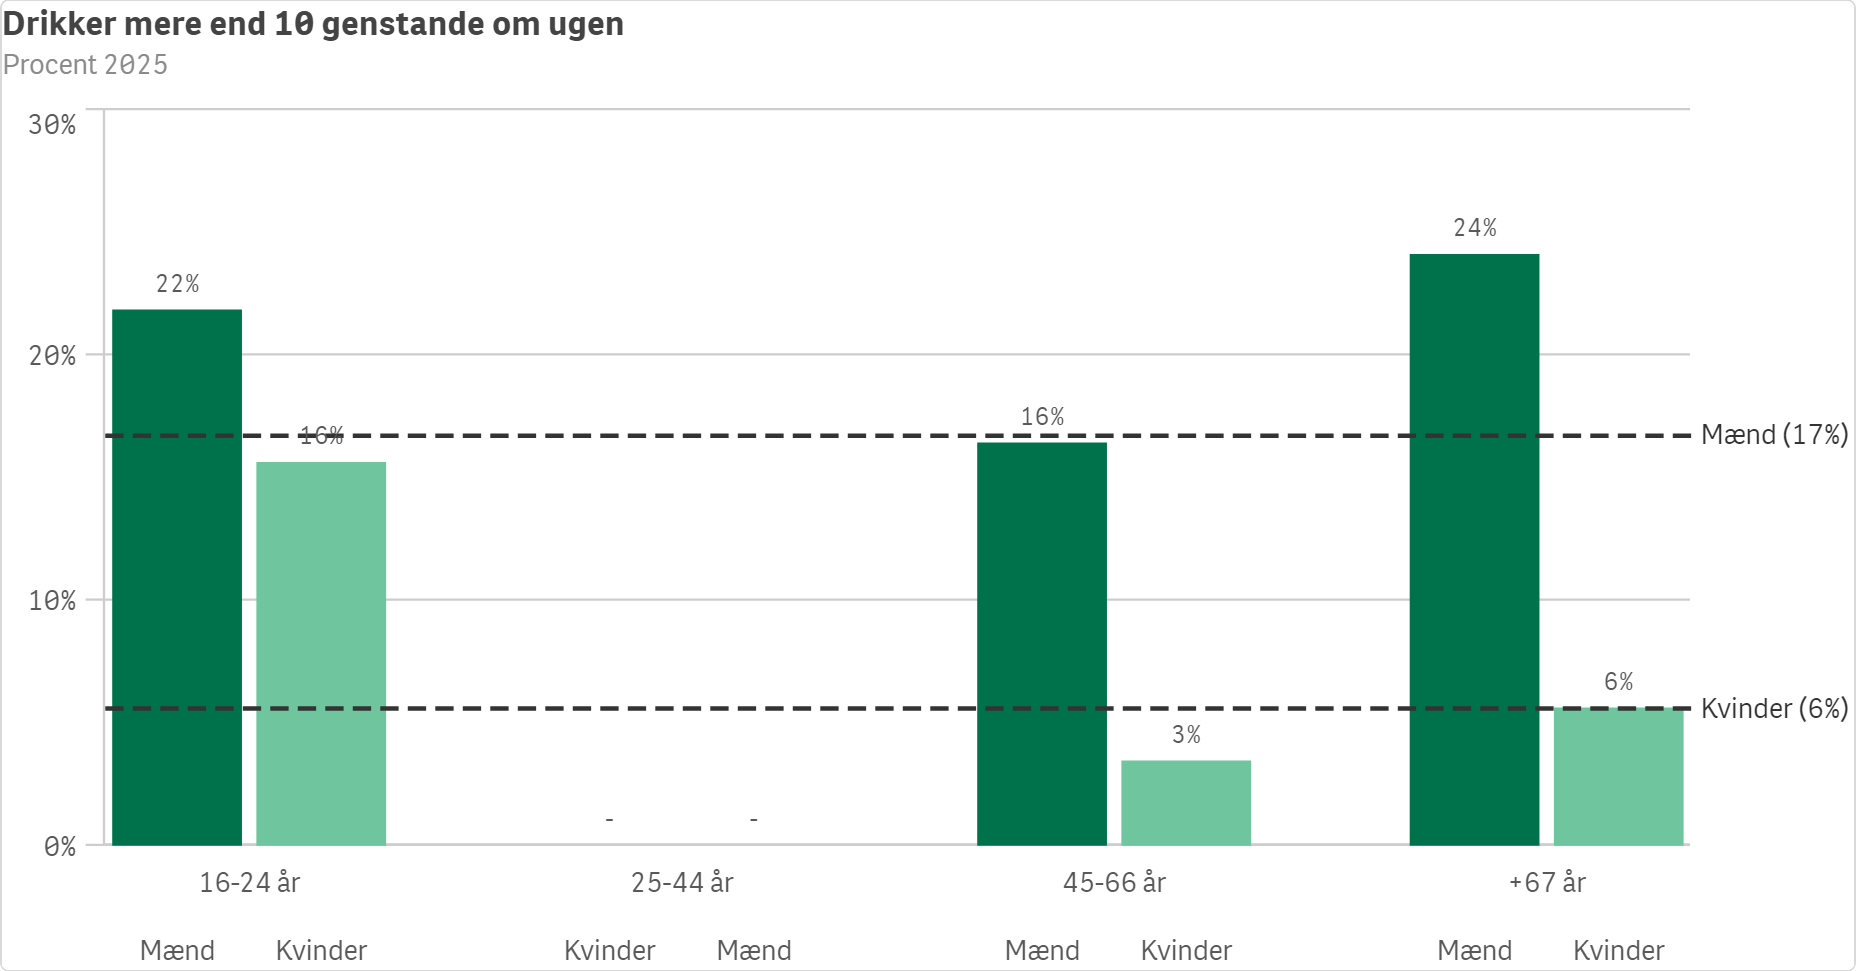 Drikker mere end 10 genstande om ugen
Procent 2025
30%
20%
10%
0%
22%
16%
-
-
16%
3%
24%
6%
Mænd (17%)
Kvinder (6%)
16-24 år
25-44 år
45-66 år
+67 år
Mænd
Kvinder
Kvinder
Mænd
Mænd
Kvinder
Mænd
Kvinder